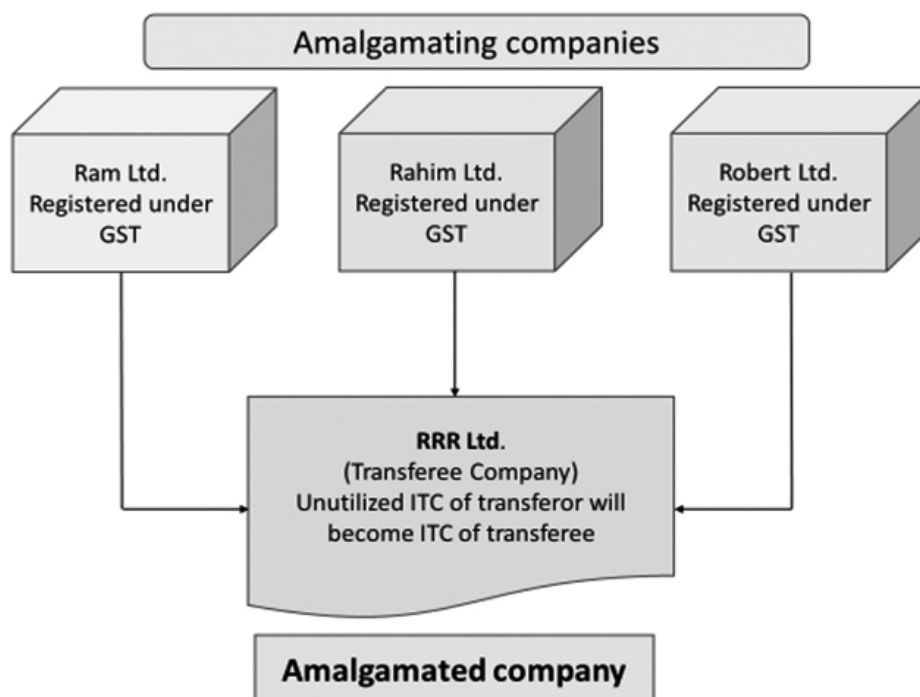 Amalgamating companies
Ram Ltd.
Registered under
GST
Rahim Ltd.
Registered under
GST
Robert Ltd.
Registered under
GST
RRR Ltd.
(Transferee Company)
Unutilized ITC of transferor will
become ITC of transferee
Amalgamated company